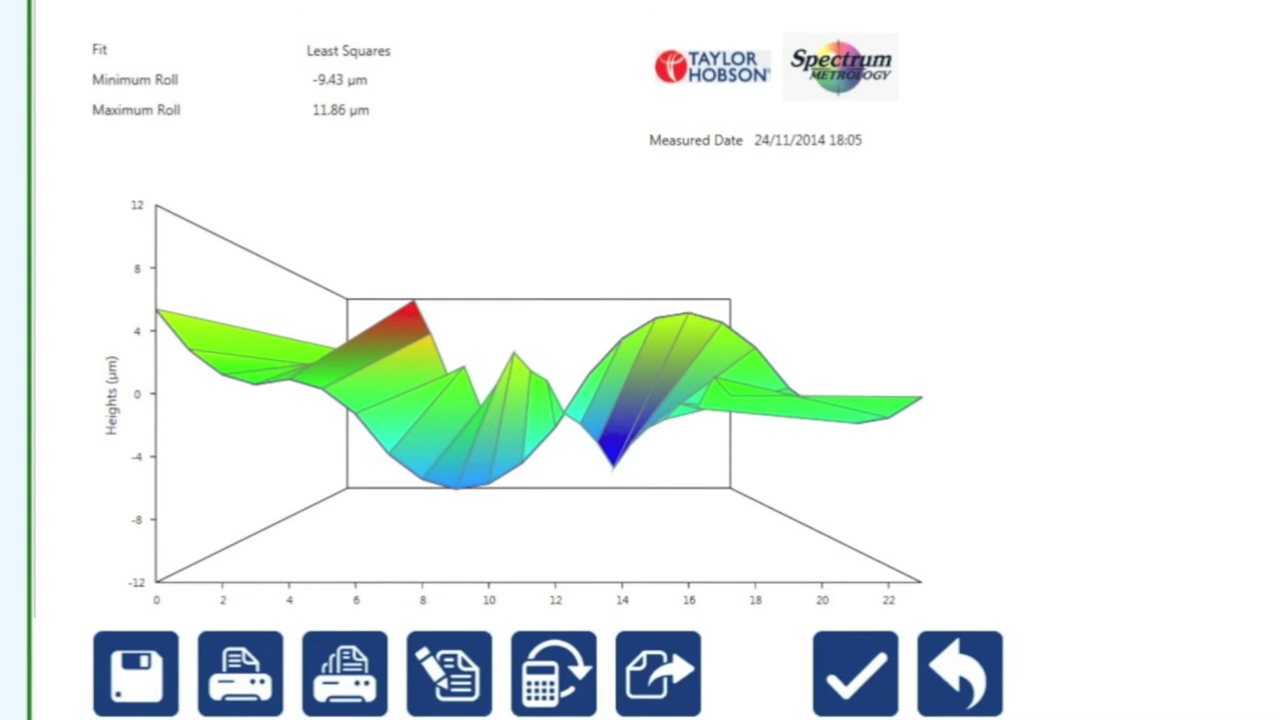 Fit Least Squares
Minimum Roll -9.43 µm
Maximum Roll 11.86 µm
TAYLOR
HOBSON
Spectrum
METROLOGY
Measured Date 24/11/2014 18:05
12
8
4
0
-4
-8
-12
Heights (µm)
0 2 4 6 8 10 12 14 16 18 20 22